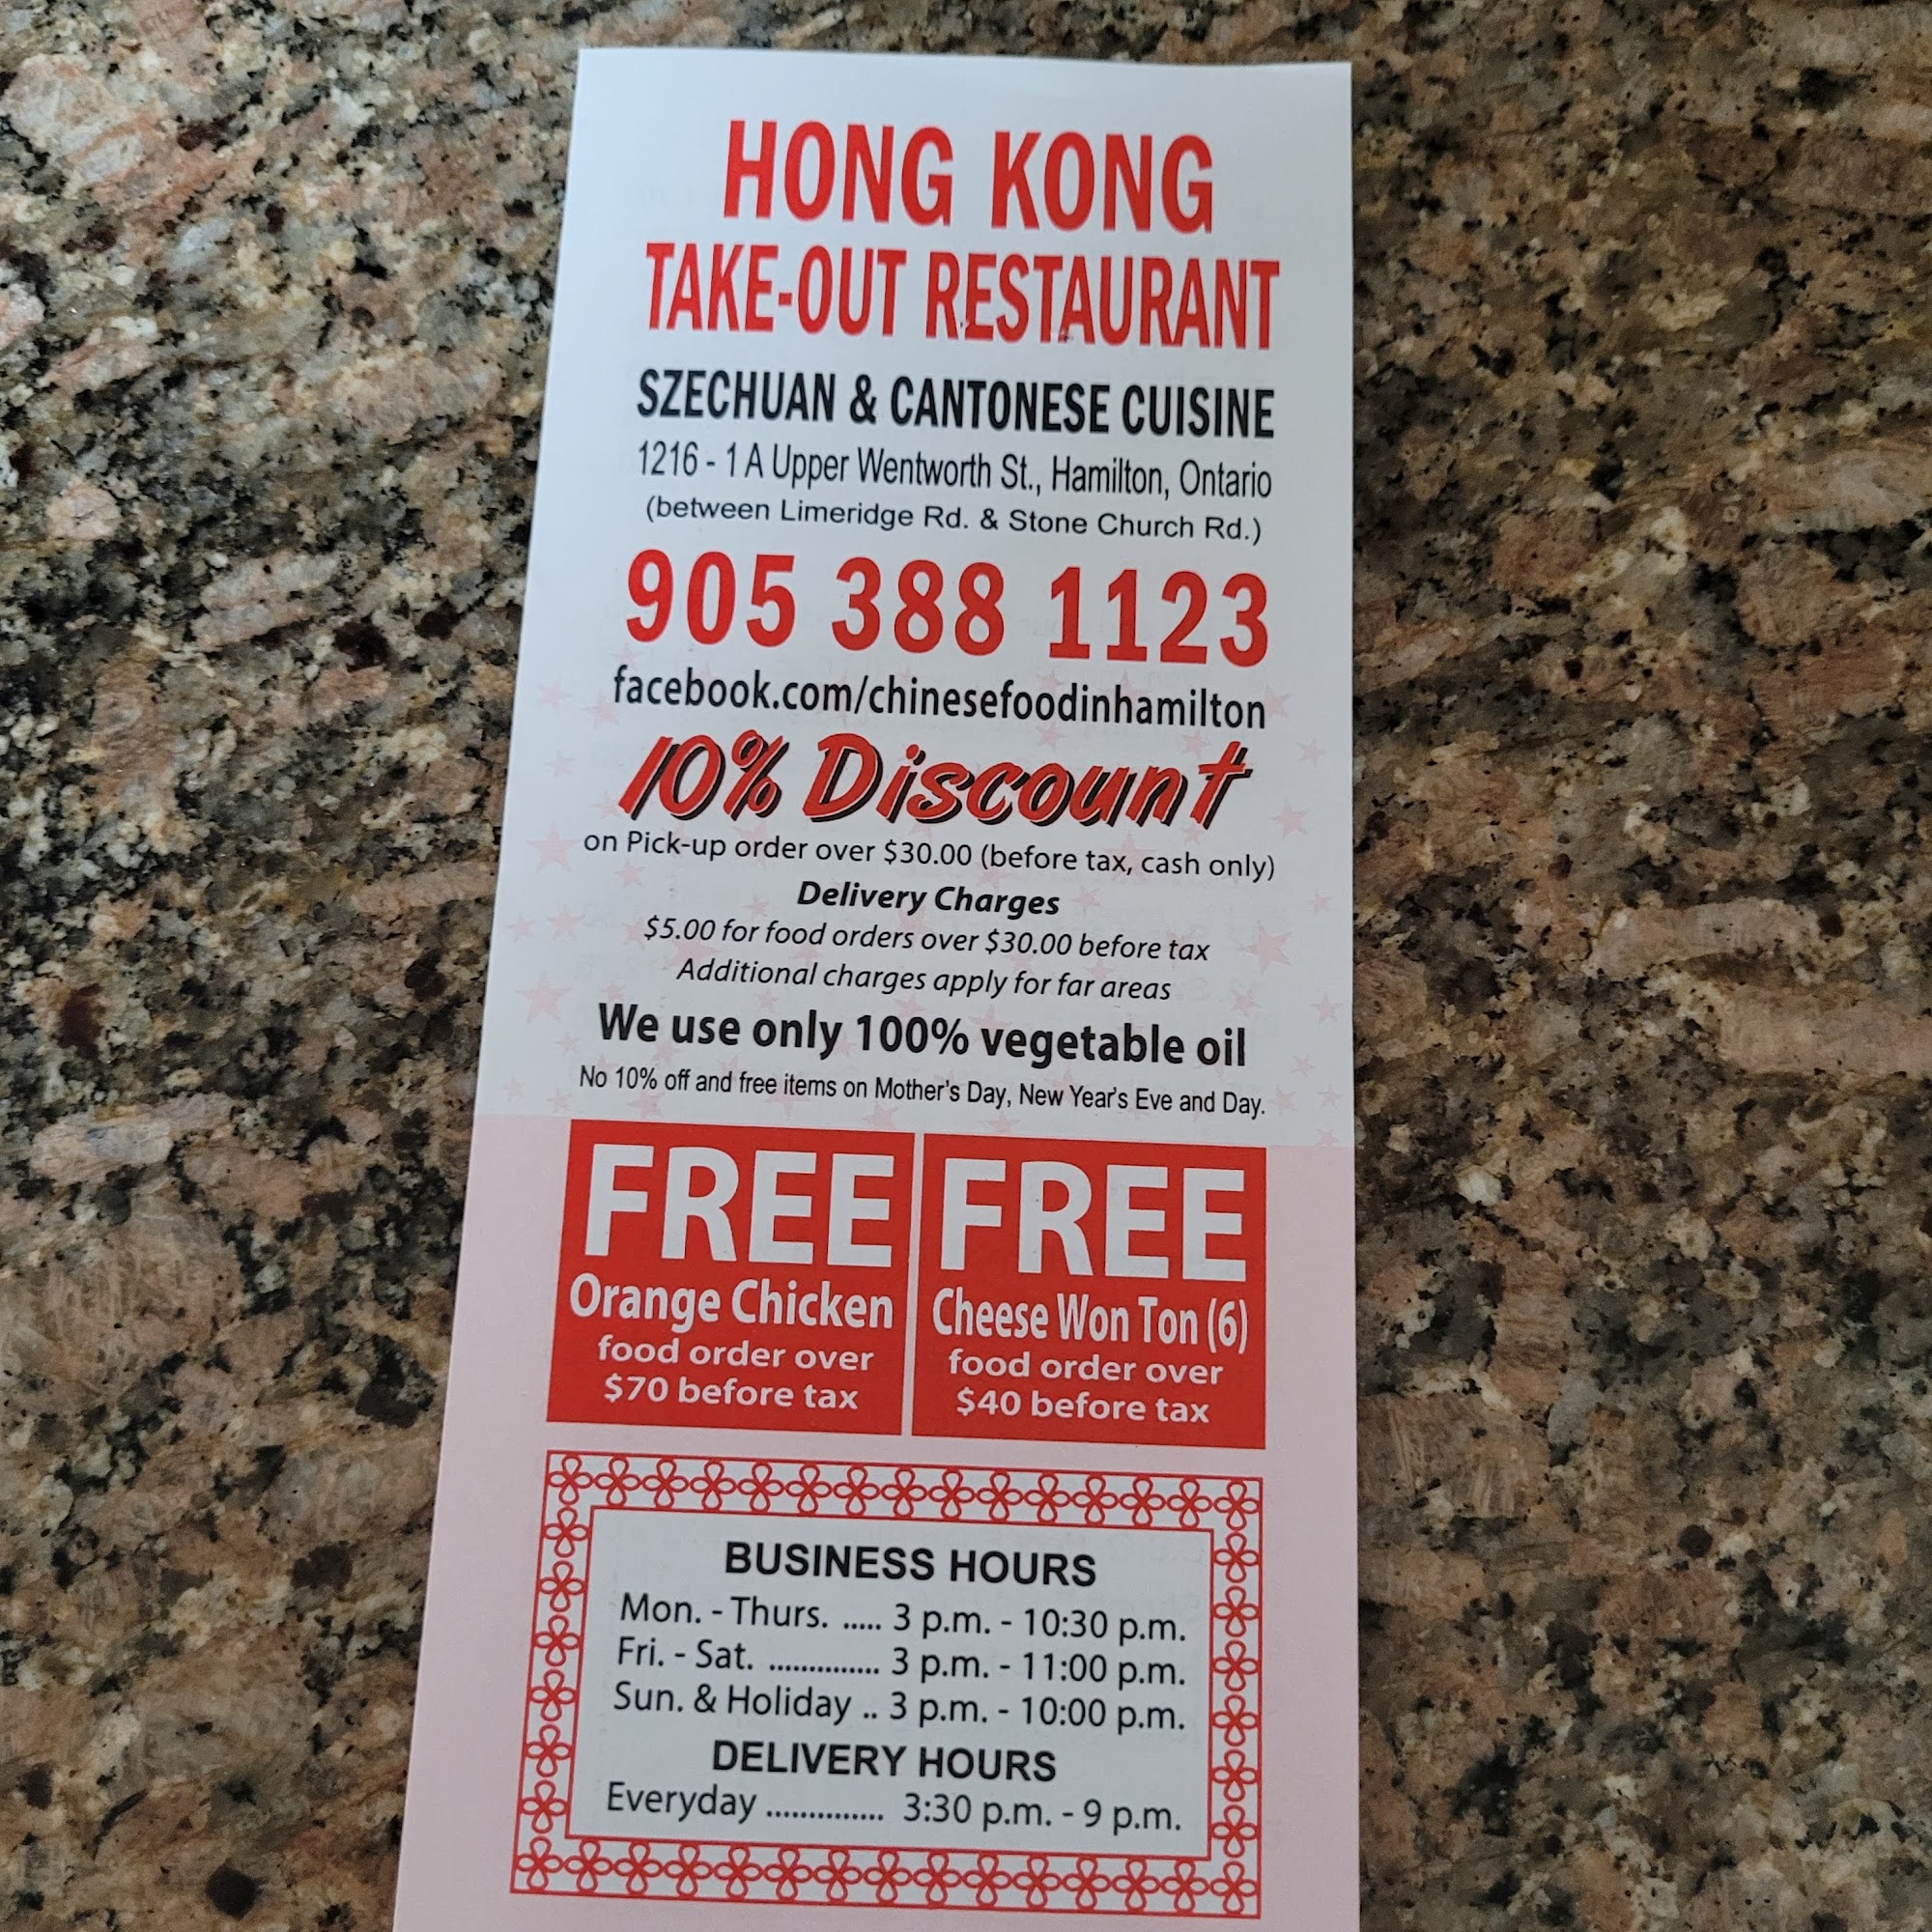 HONG KONG
TAKE-OUT RESTAURANT
SZECHUAN & CANTONESE CUISINE
1216 - 1 A Upper Wentworth St., Hamilton, Ontario
(between Limeridge Rd. & Stone Church Rd.)
905 388 1123
facebook.com/chinesefoodinhamilton
10% Discount
on Pick-up order over $30.00 (before tax, cash only)
Delivery Charges
$5.00 for food orders over $30.00 before tax
Additional charges apply for far areas
We use only 100% vegetable oil
No 10% off and free items on Mother's Day, New Year's Eve and Day.
FREE
Orange Chicken
food order over
$70 before tax
FREE
Cheese Won Ton (6)
food order over
$40 before tax
BUSINESS HOURS
Mon. - Thurs. ..... 3 p.m. - 10:30 p.m.
Fri. - Sat. .............. 3 p.m. - 11:00 p.m.
Sun. & Holiday .. 3 p.m. - 10:00 p.m.
DELIVERY HOURS
Everyday ............... 3:30 p.m. - 9 p.m.